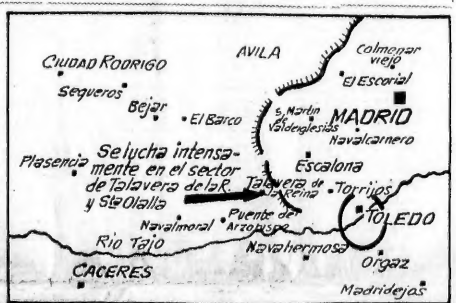 AVILA
Colmenar
viejo
CIUDAD RODRIGO
El Escorial
Sequeros
Bejar
El Barco
S. Martin
de
Valdeiglesias
MADRID
Navalcarnero
Plasencia
Se lucha intensa-
mente en el sector
de Talavera de la R.
y Sta Olalla
Escalona
Talavera de
la Reina
Torrijos
TOLEDO
Navalmoral
Puente del
Arzobispo
Rio Tajo
Navahermosa
Orgaz
CACERES
Madridejos